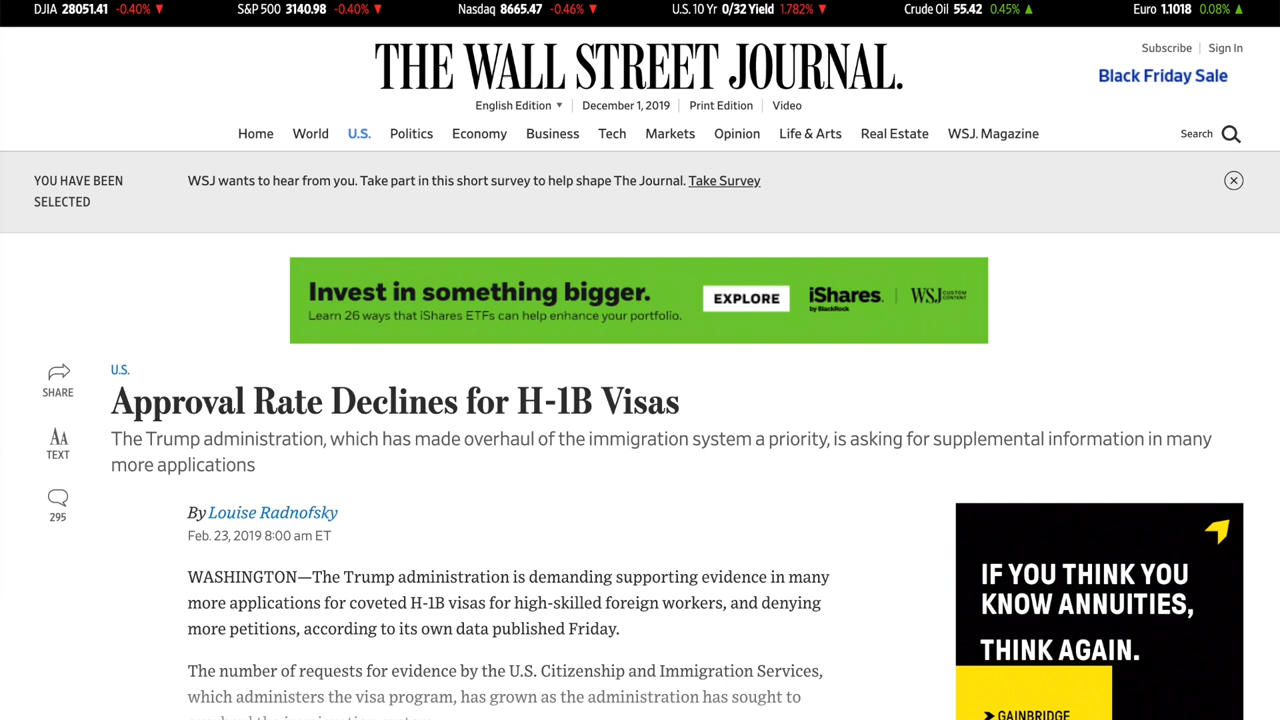 DJIA 28051.41 -0.40% ▼ S&P 500 3140.98 -0.40% ▼ Nasdaq 8665.47 -0.46% ▼ U.S. 10 Yr 0/32 Yield 1.782% ▼ Crude Oil 55.42 0.45% ▲ Euro 1.1018 0.08% ▲
Subscribe | Sign In
THE WALL STREET JOURNAL.
Black Friday Sale
English Edition ▼ | December 1, 2019 | Print Edition | Video
Home World U.S. Politics Economy Business Tech Markets Opinion Life & Arts Real Estate WSJ. Magazine Search
YOU HAVE BEEN
SELECTED
WSJ wants to hear from you. Take part in this short survey to help shape The Journal. Take Survey
Invest in something bigger.
Learn 26 ways that iShares ETFs can help enhance your portfolio.
EXPLORE
iShares.
by BlackRock
WSJ CUSTOM
CONTENT
SHARE
AA
TEXT
295
U.S.
Approval Rate Declines for H-1B Visas
The Trump administration, which has made overhaul of the immigration system a priority, is asking for supplemental information in many
more applications
By Louise Radnofsky
Feb. 23, 2019 8:00 am ET
WASHINGTON—The Trump administration is demanding supporting evidence in many
more applications for coveted H-1B visas for high-skilled foreign workers, and denying
more petitions, according to its own data published Friday.
The number of requests for evidence by the U.S. Citizenship and Immigration Services,
which administers the visa program, has grown as the administration has sought to
IF YOU THINK YOU
KNOW ANNUITIES,
THINK AGAIN.
GAINBRIDGE